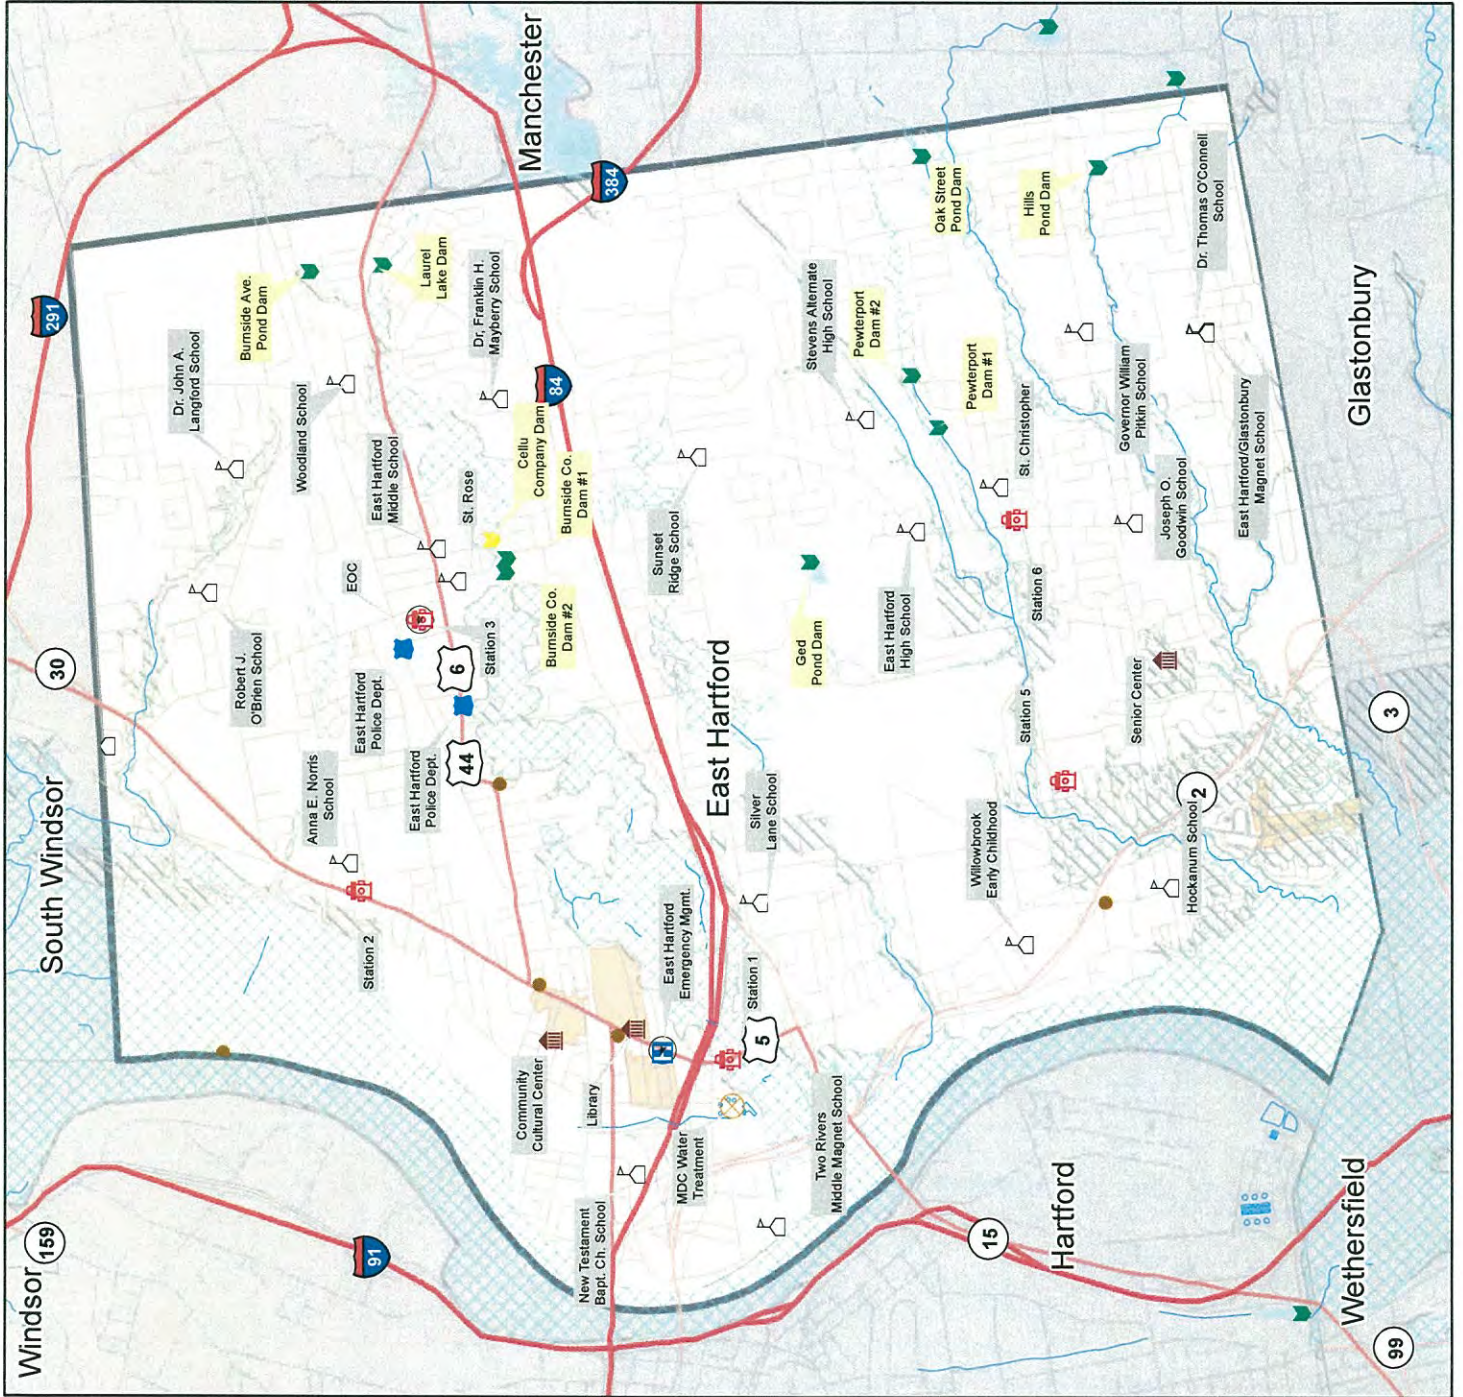 Windsor
159
91
South Windsor
30
291
Manchester
384
84
Dr. John A.
Langford School
Burnside Ave.
Pond Dam
Woodland School
Laurel
Lake Dam
Dr, Franklin H.
Mayberry School
East Hartford
Middle School
St. Rose
Cellu
Company Dam
Burnside Co.
Dam #1
EOC
Robert J.
O'Brien School
East Hartford
Police Dept.
6
Station 3
Burnside Co.
Dam #2
Anna E. Norris
School
East Hartford
Police Dept.
44
Station 2
Community
Cultural Center
Library
East Hartford
Emergency Mgmt.
Station 1
5
MDC Water
Treatment
New Testament
Bapt. Ch. School
Two Rivers
Middle Magnet School
East Hartford
Silver
Lane School
Sunset
Ridge School
Ged
Pond Dam
East Hartford
High School
Stevens Alternate
High School
Pewterport
Dam #2
Pewterport
Dam #1
Oak Street
Pond Dam
Hills
Pond Dam
Dr. Thomas O'Connell
School
St. Christopher
Governor William
Pitkin School
Joseph O.
Goodwin School
East Hartford/Glastonbury
Magnet School
Station 6
Station 5
Senior Center
Willowbrook
Early Childhood
Hockanum School
2
Glastonbury
3
15
Hartford
Wethersfield
99